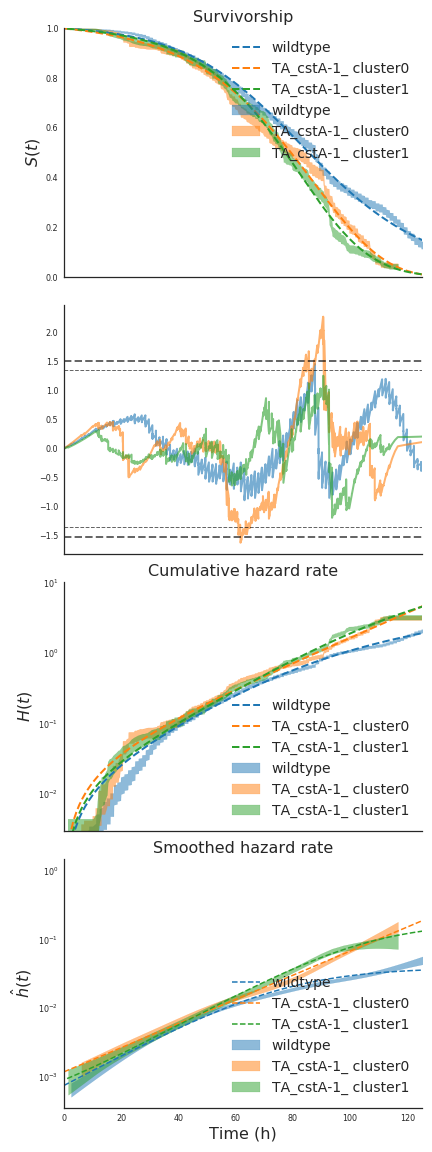 Survivorship
1.0
0.8
0.6
0.4
0.2
0.0
S(t)
wildtype
TA_cstA-1_ cluster0
TA_cstA-1_ cluster1
wildtype
TA_cstA-1_ cluster0
TA_cstA-1_ cluster1
2.0
1.5
1.0
0.5
0.0
−0.5
−1.0
−1.5
Cumulative hazard rate
10¹
10⁰
10⁻¹
10⁻²
H(t)
wildtype
TA_cstA-1_ cluster0
TA_cstA-1_ cluster1
wildtype
TA_cstA-1_ cluster0
TA_cstA-1_ cluster1
Smoothed hazard rate
10⁰
10⁻¹
10⁻²
10⁻³
ĥ(t)
wildtype
TA_cstA-1_ cluster0
TA_cstA-1_ cluster1
wildtype
TA_cstA-1_ cluster0
TA_cstA-1_ cluster1
0 20 40 60 80 100 120
Time (h)